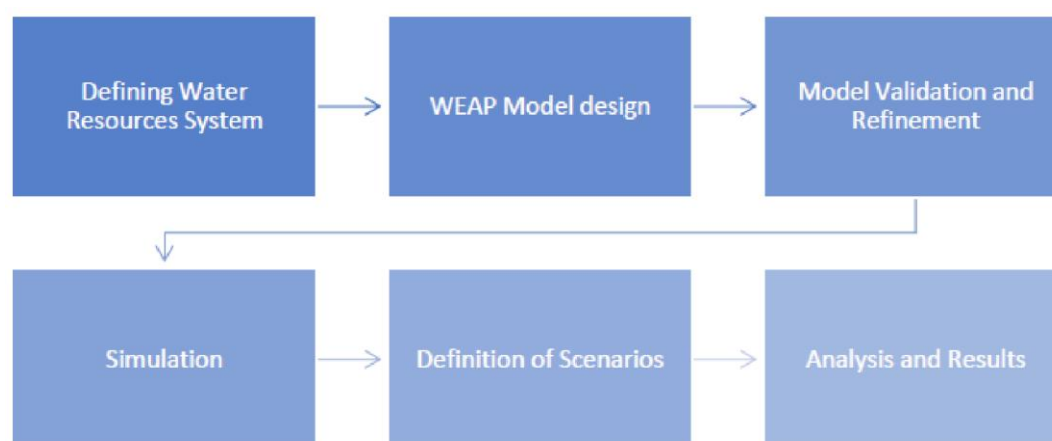 Defining Water
Resources System
WEAP Model design
Model Validation and
Refinement
Simulation
Definition of Scenarios
Analysis and Results